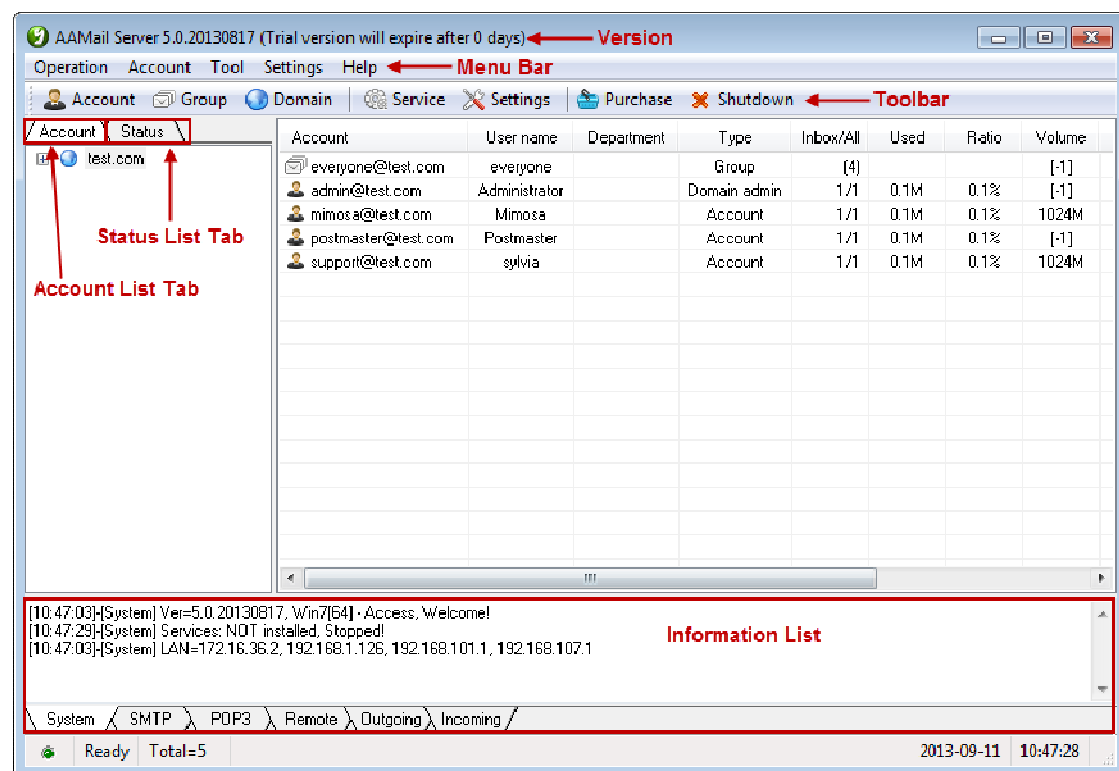 AAMail Server 5.0.20130817 (Trial version will expire after 0 days) Version
Operation Account Tool Settings Help Menu Bar
Account Group Domain Service Settings Purchase Shutdown Toolbar
Account Status
test.com
Status List Tab
Account List Tab
Account User name Department Type Inbox/All Used Ratio Volume
everyone@test.com everyone Group (4) [-1]
admin@test.com Administrator Domain admin 1/1 0.1M 0.1% [-1]
mimosa@test.com Mimosa Account 1/1 0.1M 0.1% 1024M
postmaster@test.com Postmaster Account 1/1 0.1M 0.1% [-1]
support@test.com sylvia Account 1/1 0.1M 0.1% 1024M
[10:47:03]-[System] Ver=5.0.20130817, Win7[64] - Access, Welcome!
[10:47:29]-[System] Services: NOT installed, Stopped!
[10:47:03]-[System] LAN=172.16.36.2, 192.168.1.126, 192.168.101.1, 192.168.107.1
Information List
System SMTP POP3 Remote Outgoing Incoming
Ready Total=5 2013-09-11 10:47:28